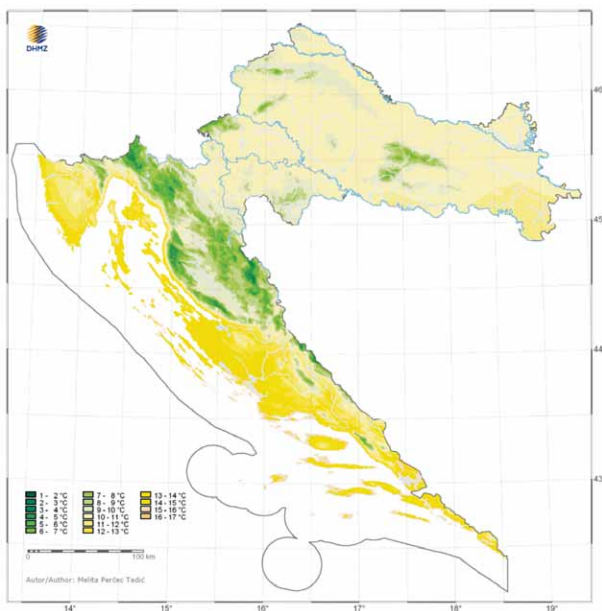 DHMZ
46
45
44
43
1 - 2 °C
2 - 3 °C
3 - 4 °C
4 - 5 °C
5 - 6 °C
6 - 7 °C
7 - 8 °C
8 - 9 °C
9 - 10 °C
10 - 11 °C
11 - 12 °C
12 - 13 °C
13 - 14 °C
14 - 15 °C
15 - 16 °C
16 - 17 °C
0 100 km
Autor/Author: Melita Perčec Tadić
14° 15° 16° 17° 18° 19°